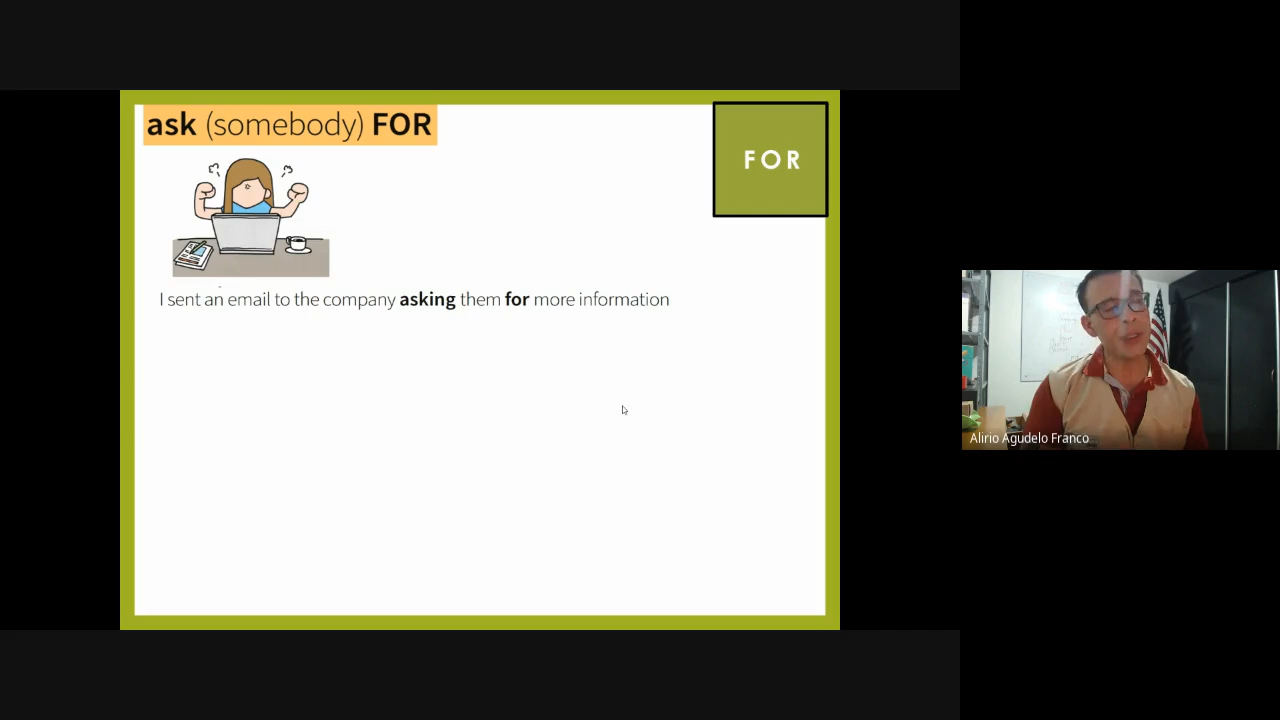 ask (somebody) FOR
FOR
I sent an email to the company asking them for more information
Alirio Agudelo Franco